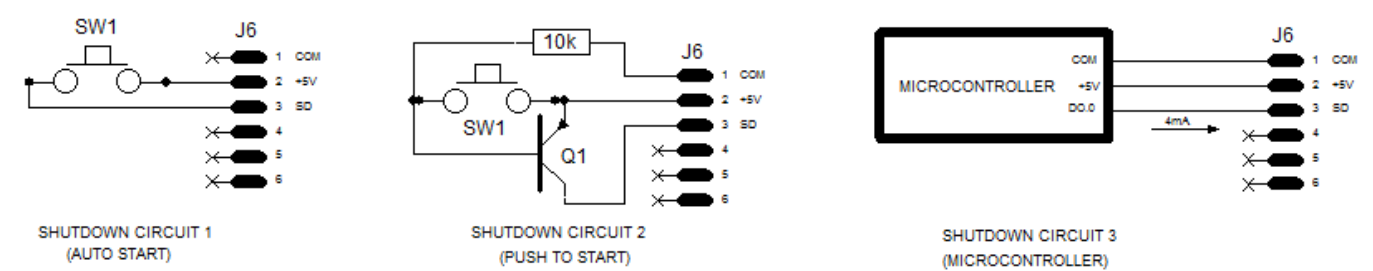 SW1
J6
1 COM
2 +5V
3 SD
4
5
6
SHUTDOWN CIRCUIT 1
(AUTO START)
10k
J6
1 COM
2 +5V
3 SD
4
5
6
SW1
Q1
SHUTDOWN CIRCUIT 2
(PUSH TO START)
MICROCONTROLLER
COM
+5V
DO.0
4mA
J6
1 COM
2 +5V
3 SD
4
5
6
SHUTDOWN CIRCUIT 3
(MICROCONTROLLER)